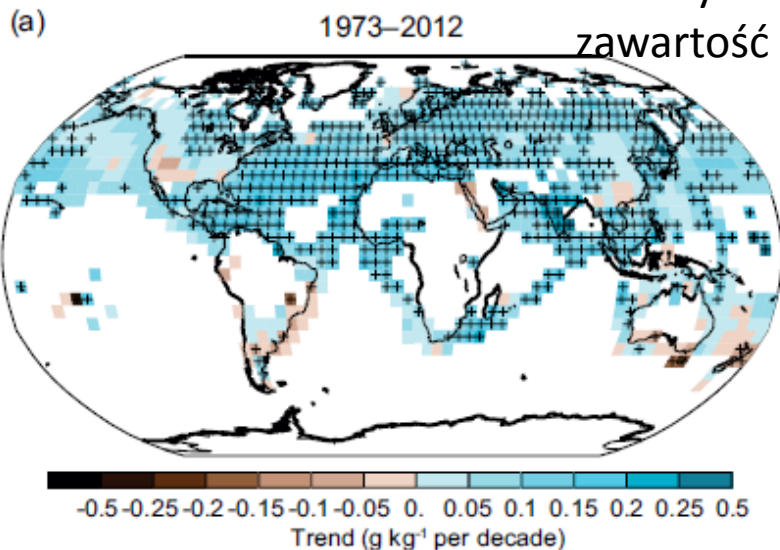 (a)
1973–2012
zawartość
-0.5 -0.25 -0.2 -0.15 -0.1 -0.05 0. 0.05 0.1 0.15 0.2 0.25 0.5
Trend (g kg⁻¹ per decade)